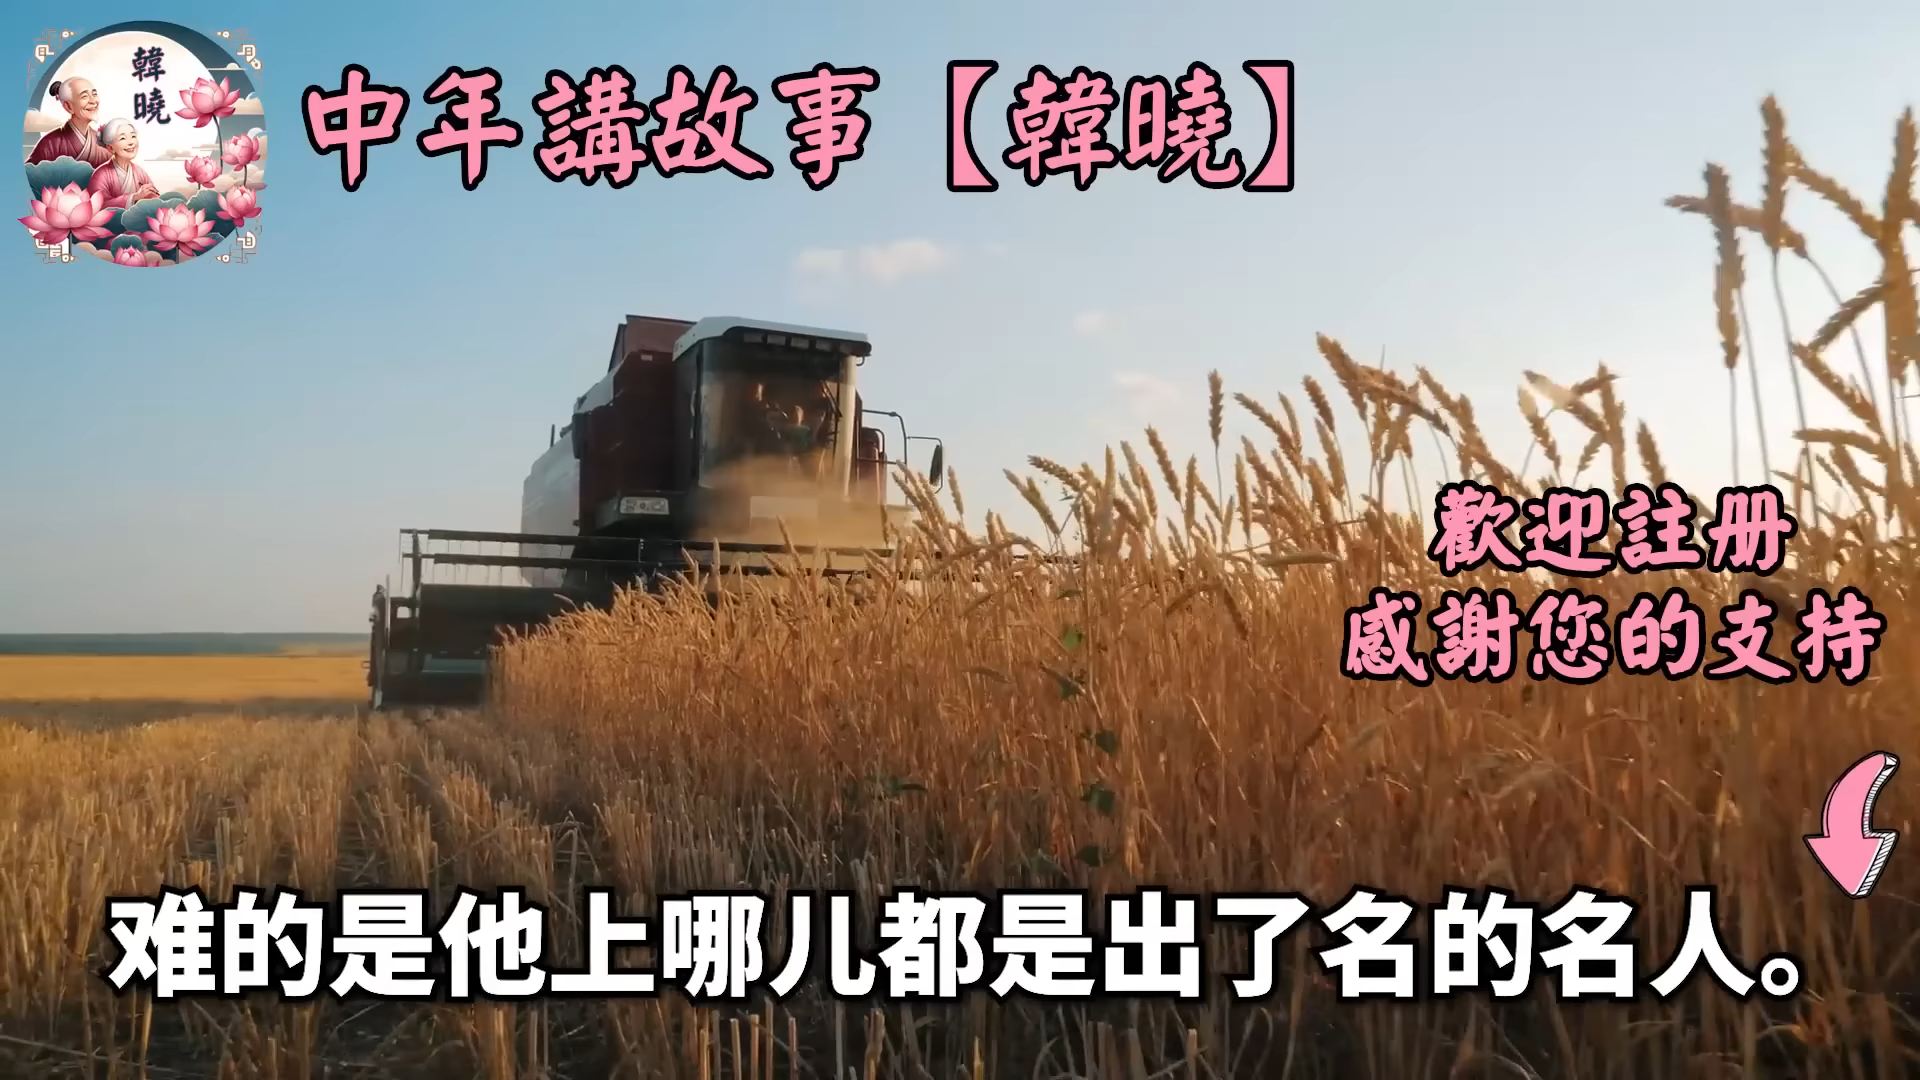 韓曉
中年講故事【韓曉】
歡迎註册
感謝您的支持
难的是他上哪儿都是出了名的名人。